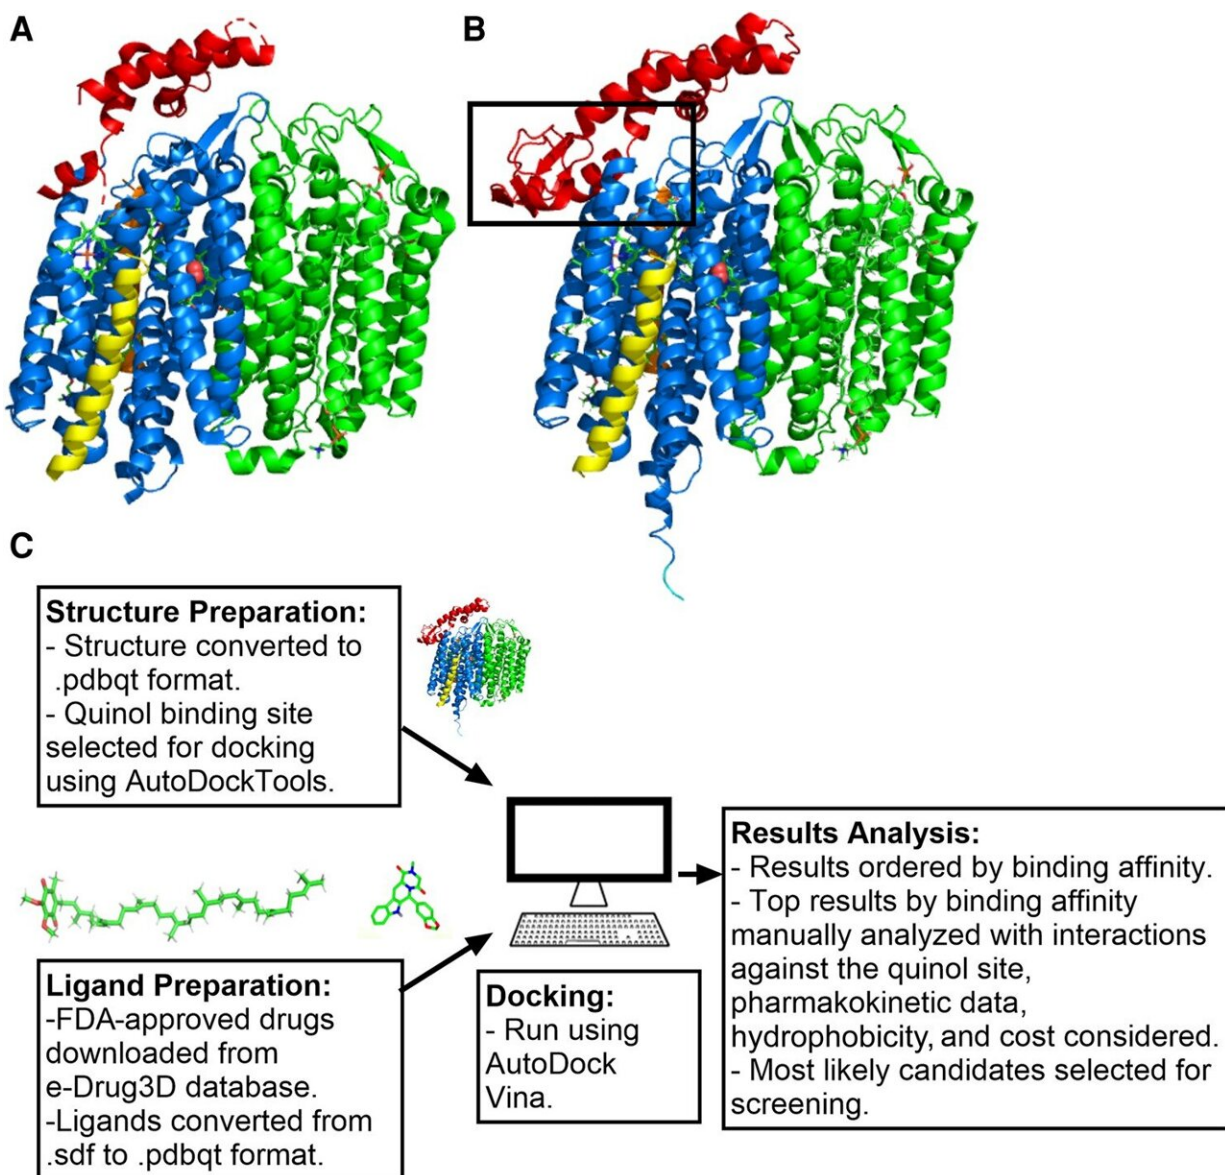 A
B
C
Structure Preparation:
- Structure converted to
.pdbqt format.
- Quinol binding site
selected for docking
using AutoDockTools.
Ligand Preparation:
-FDA-approved drugs
downloaded from
e-Drug3D database.
-Ligands converted from
.sdf to .pdbqt format.
Docking:
- Run using
AutoDock
Vina.
Results Analysis:
- Results ordered by binding affinity.
- Top results by binding affinity
manually analyzed with interactions
against the quinol site,
pharmakokinetic data,
hydrophobicity, and cost considered.
- Most likely candidates selected for
screening.